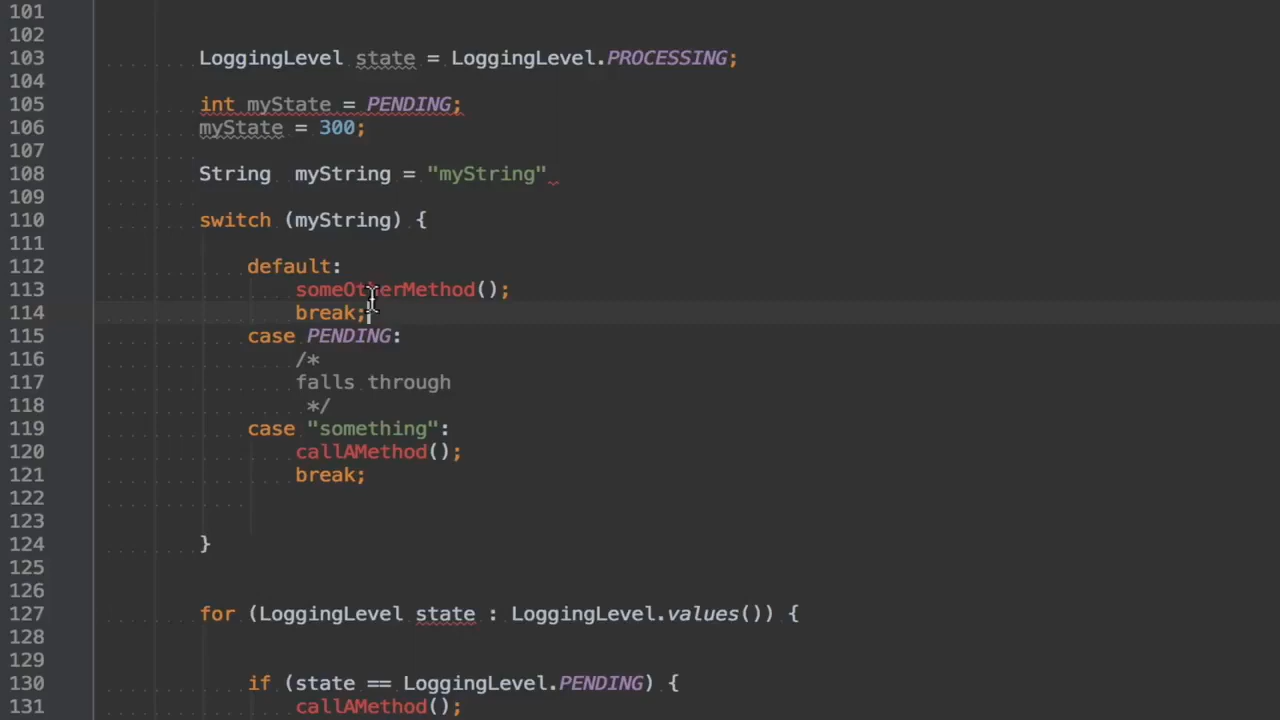 101
102
103 LoggingLevel state = LoggingLevel.PROCESSING;
104
105 int myState = PENDING;
106 myState = 300;
107
108 String  myString = "myString"
109
110 switch (myString) {
111
112 default:
113 someOtherMethod();
114 break;
115 case PENDING:
116 /*
117 falls through
118 */
119 case "something":
120 callAMethod();
121 break;
122
123
124 }
125
126
127 for (LoggingLevel state : LoggingLevel.values()) {
128
129
130 if (state == LoggingLevel.PENDING) {
131 callAMethod();